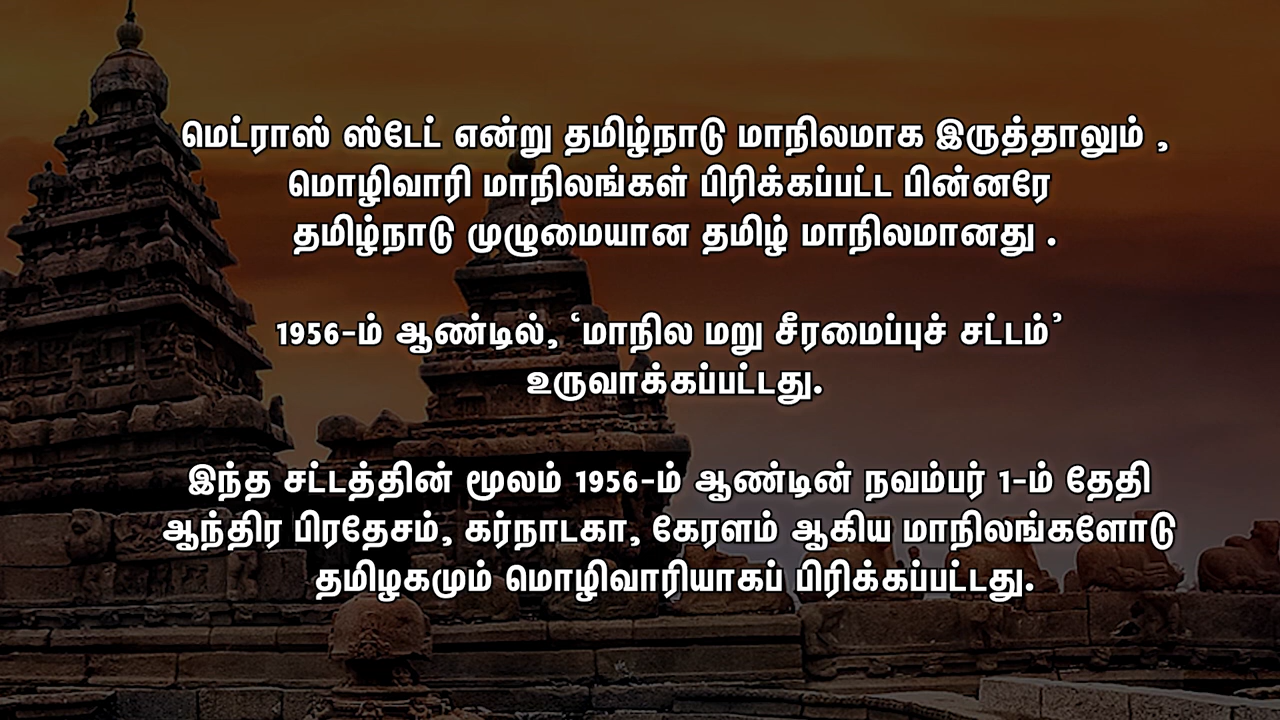 மெட்ராஸ் ஸ்டேட் என்று தமிழ்நாடு மாநிலமாக இருத்தாலும் ,
மொழிவாரி மாநிலங்கள் பிரிக்கப்பட்ட பின்னரே
தமிழ்நாடு முழுமையான தமிழ் மாநிலமானது .
1956-ம் ஆண்டில், ‘மாநில மறு சீரமைப்புச் சட்டம்’
உருவாக்கப்பட்டது.
இந்த சட்டத்தின் மூலம் 1956-ம் ஆண்டின் நவம்பர் 1-ம் தேதி
ஆந்திர பிரதேசம், கர்நாடகா, கேரளம் ஆகிய மாநிலங்களோடு
தமிழகமும் மொழிவாரியாகப் பிரிக்கப்பட்டது.